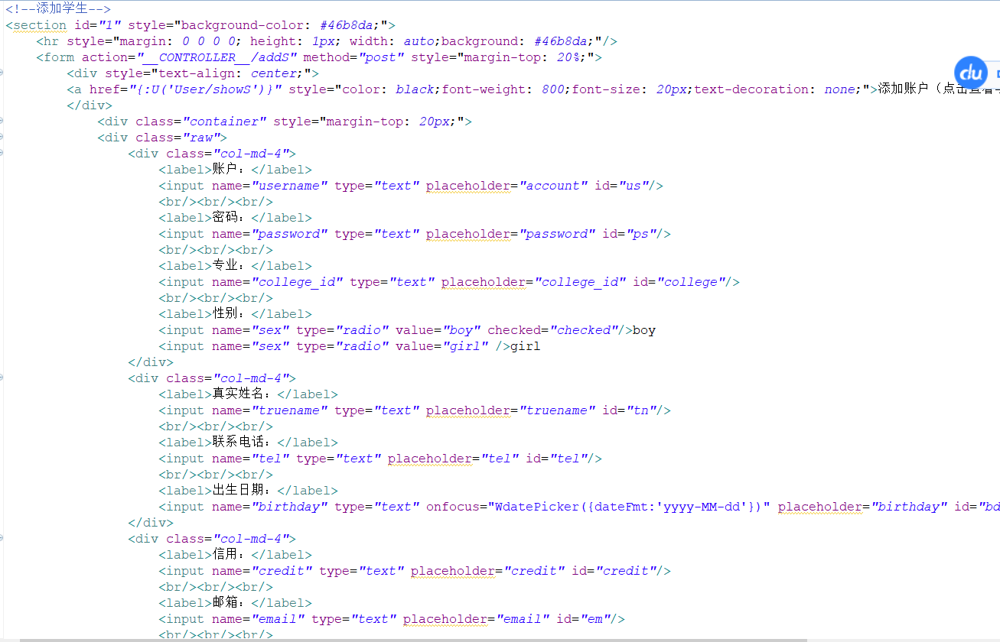 <!--添加学生-->
<section id="1" style="background-color: #46b8da;">
<hr style="margin: 0 0 0 0; height: 1px; width: auto;background: #46b8da;"/>
<form action="__CONTROLLER__/addS" method="post" style="margin-top: 20%;">
<div style="text-align: center;">
du
<a href="{:U('User/showS')}" style="color: black;font-weight: 800;font-size: 20px;text-decoration: none;">添加账户（点击查看
</div>
<div class="container" style="margin-top: 20px;">
<div class="raw">
<div class="col-md-4">
<label>账户：</label>
<input name="username" type="text" placeholder="account" id="us"/>
<br/><br/><br/>
<label>密码：</label>
<input name="password" type="text" placeholder="password" id="ps"/>
<br/><br/><br/>
<label>专业：</label>
<input name="college_id" type="text" placeholder="college_id" id="college"/>
<br/><br/><br/>
<label>性别：</label>
<input name="sex" type="radio" value="boy" checked="checked"/>boy
<input name="sex" type="radio" value="girl" />girl
</div>
<div class="col-md-4">
<label>真实姓名：</label>
<input name="truename" type="text" placeholder="truename" id="tn"/>
<br/><br/><br/>
<label>联系电话：</label>
<input name="tel" type="text" placeholder="tel" id="tel"/>
<br/><br/><br/>
<label>出生日期：</label>
<input name="birthday" type="text" onfocus="WdatePicker({dateFmt:'yyyy-MM-dd'})" placeholder="birthday" id="bd
</div>
<div class="col-md-4">
<label>信用：</label>
<input name="credit" type="text" placeholder="credit" id="credit"/>
<br/><br/><br/>
<label>邮箱：</label>
<input name="email" type="text" placeholder="email" id="em"/>
<br/><br/><br/>